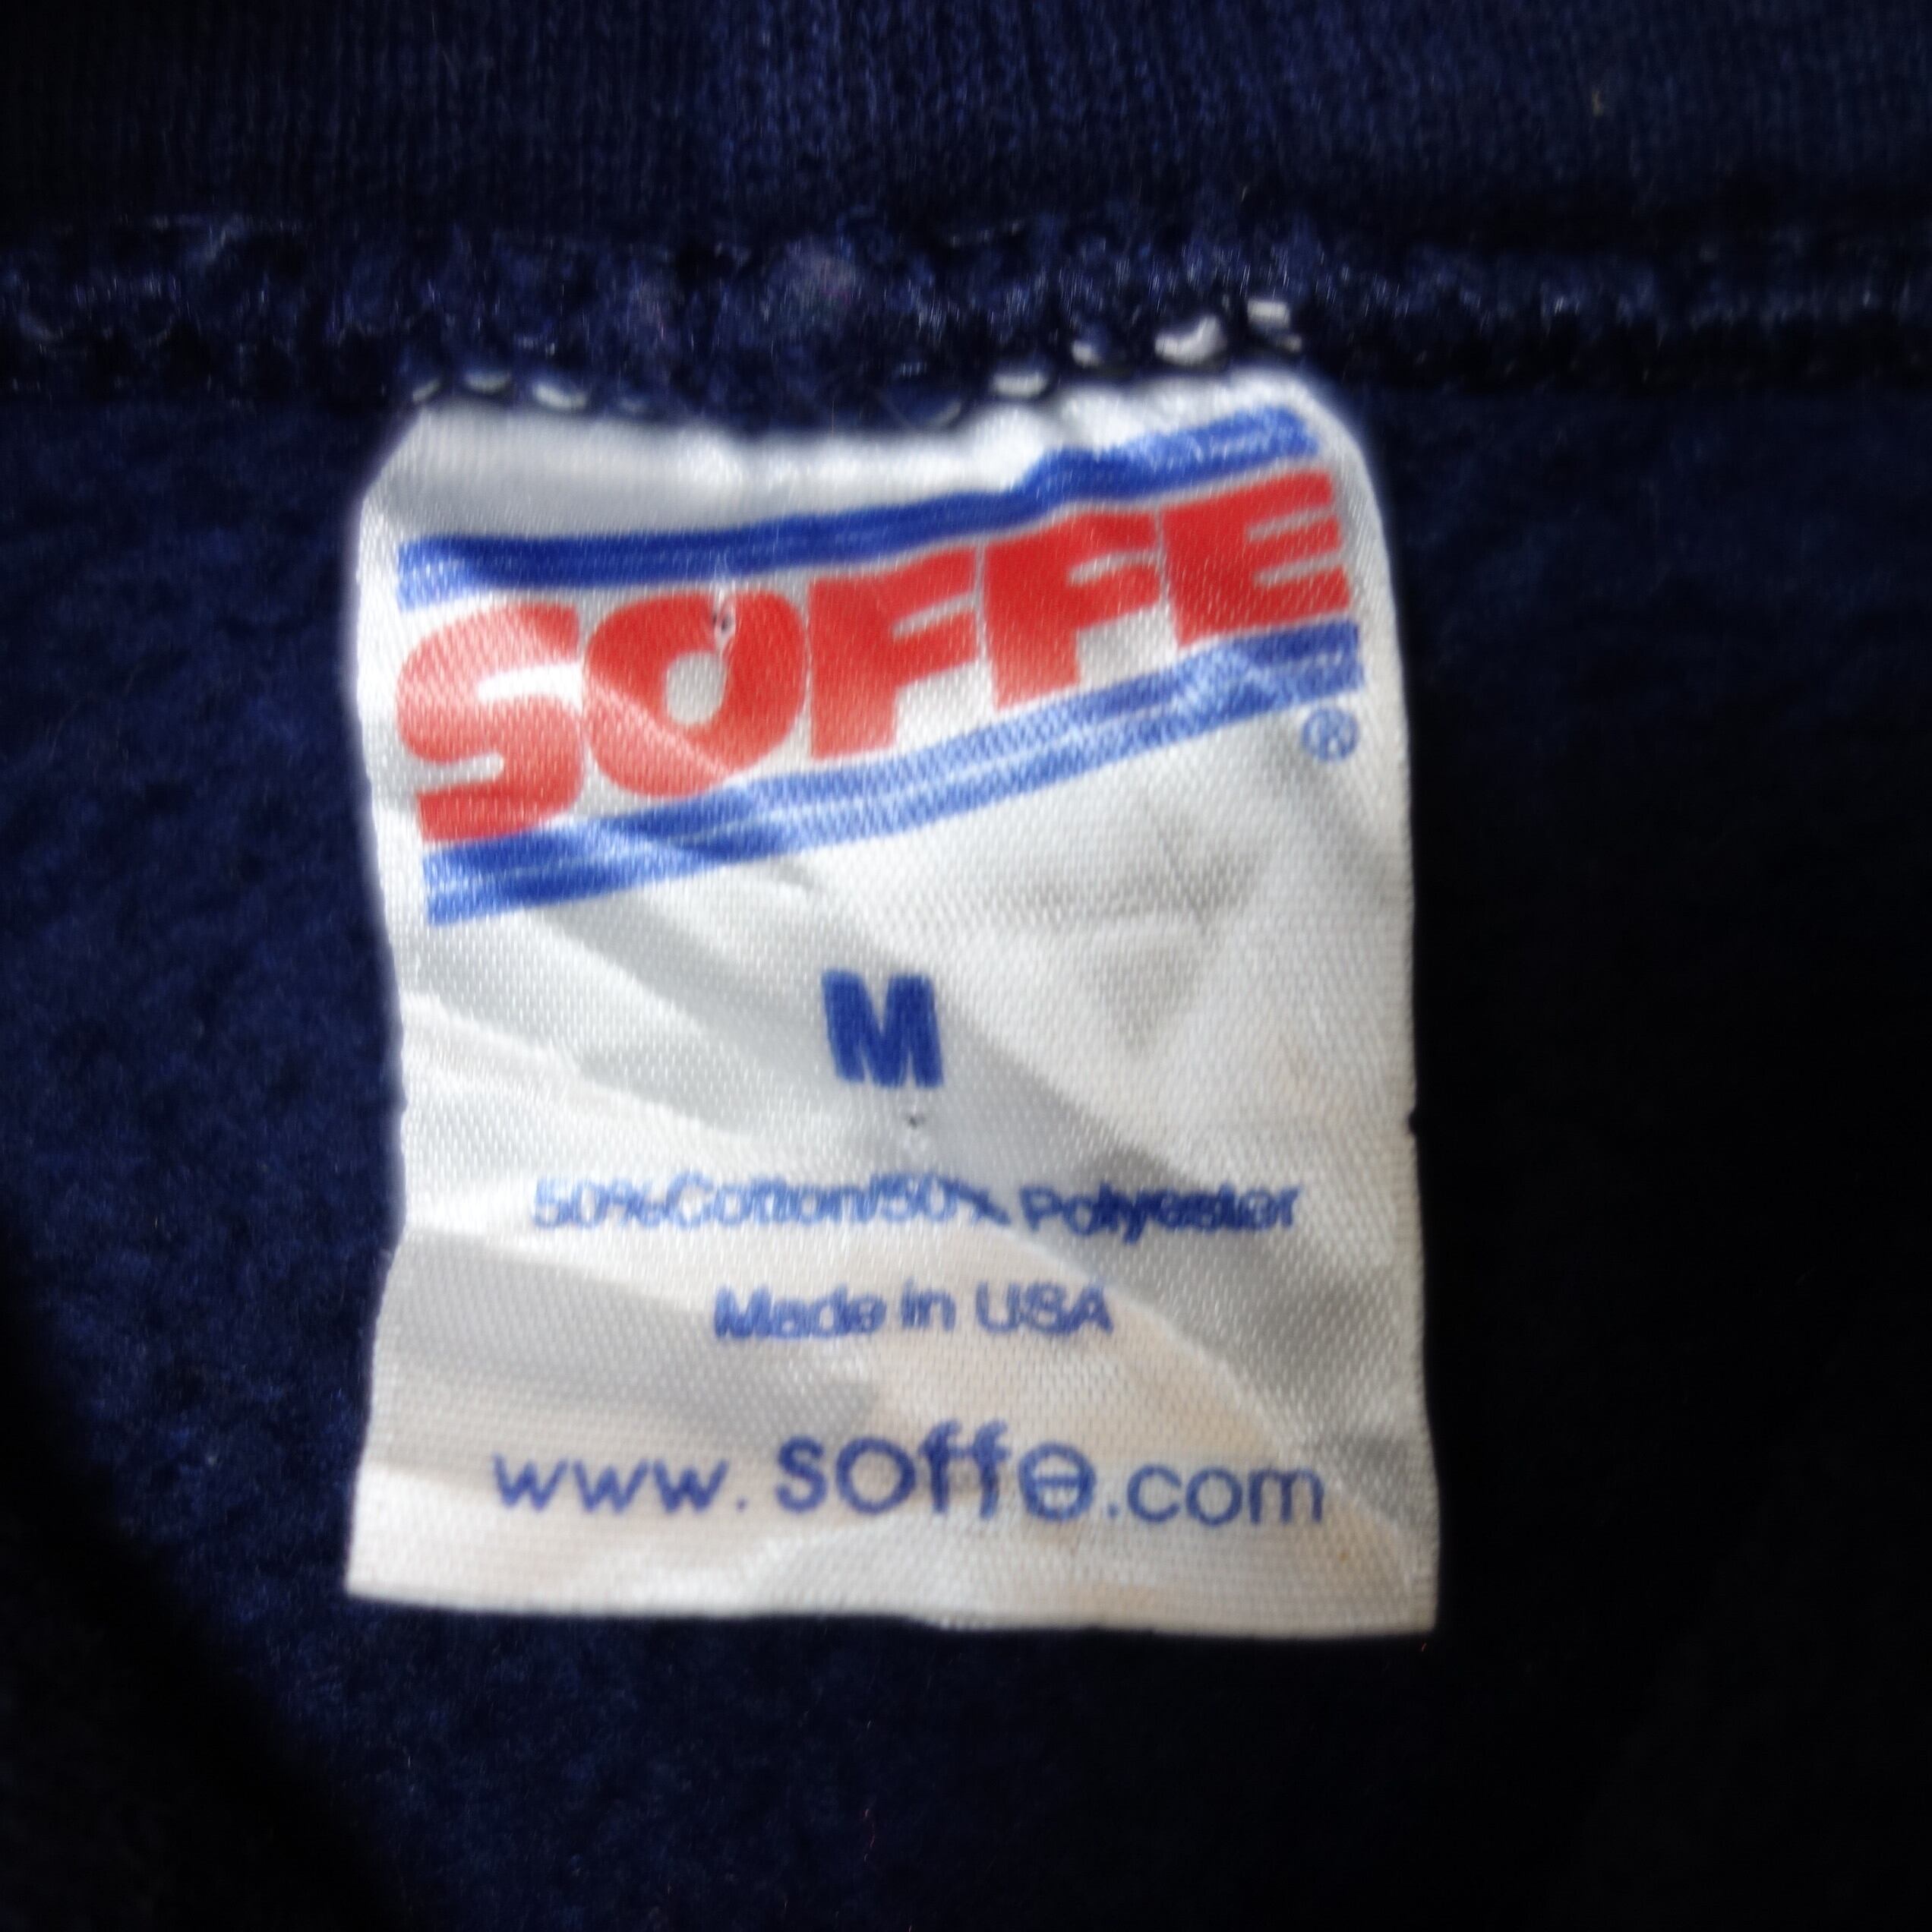 SOFFE
®
M
50%Cotton/50% Polyester
Made in USA
www.soffe.com